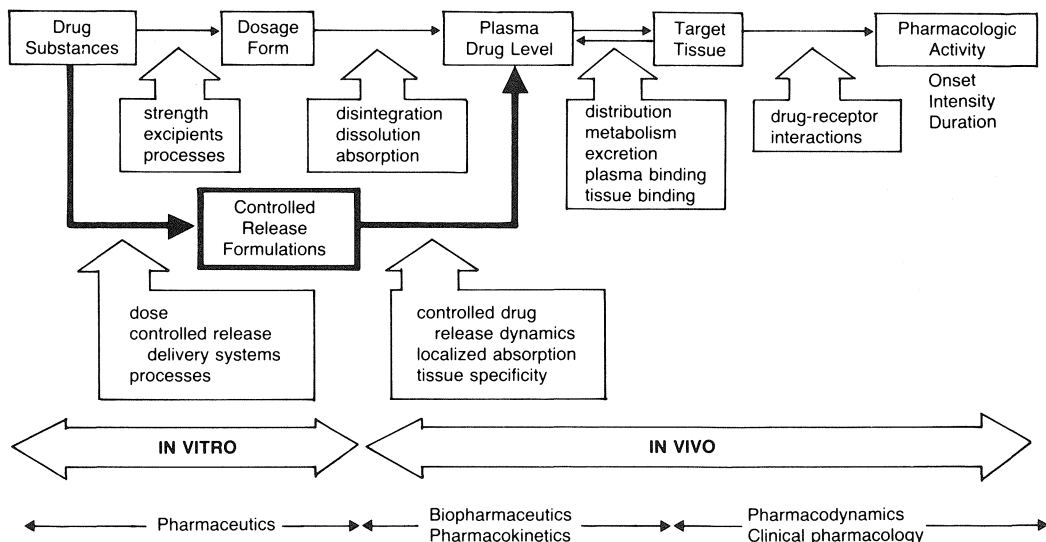 Drug
Substances
Dosage
Form
Plasma
Drug Level
Target
Tissue
Pharmacologic
Activity
Onset
Intensity
Duration
strength
excipients
processes
disintegration
dissolution
absorption
distribution
metabolism
excretion
plasma binding
tissue binding
drug-receptor
interactions
Controlled
Release
Formulations
dose
controlled release
delivery systems
processes
controlled drug
release dynamics
localized absorption
tissue specificity
IN VITRO
IN VIVO
Pharmaceutics
Biopharmaceutics
Pharmacokinetics
Pharmacodynamics
Clinical pharmacology